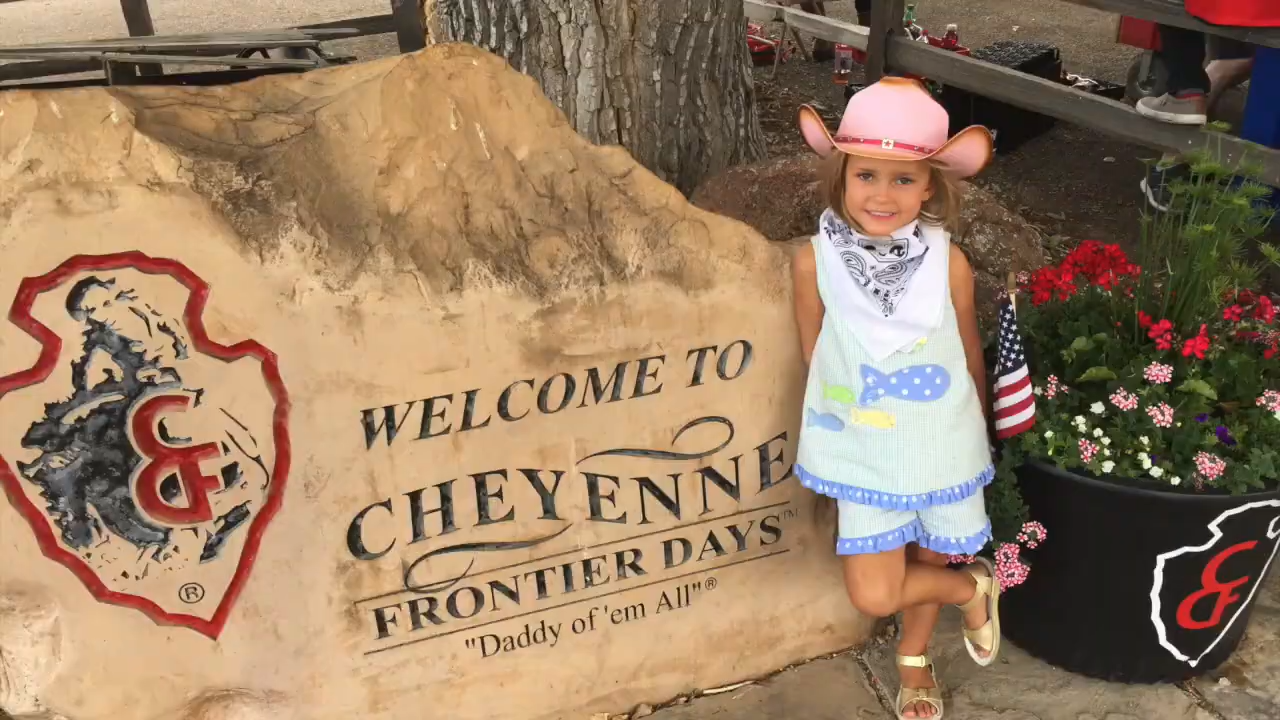 WELCOME TO
CHEYENNE
FRONTIER DAYS™
"Daddy of 'em All"®
&
®
&